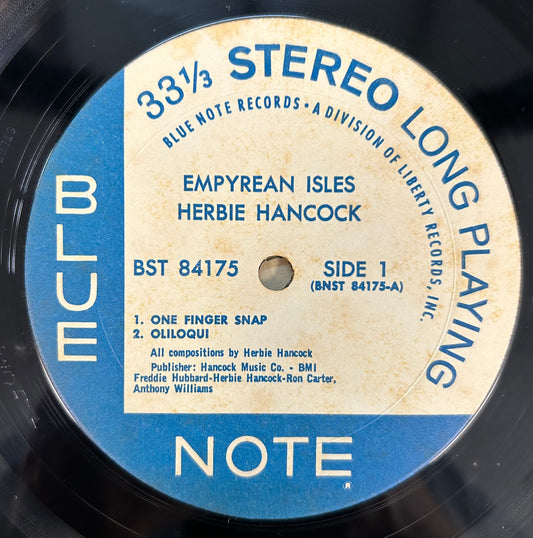 33⅓ STEREO LONG PLAYING
BLUE NOTE RECORDS • A DIVISION OF LIBERTY RECORDS, INC.
EMPYREAN ISLES
HERBIE HANCOCK
BST 84175
SIDE 1
(BNST 84175-A)
1. ONE FINGER SNAP
2. OLILOQUI
All compositions by Herbie Hancock
Publisher: Hancock Music Co. - BMI
Freddie Hubbard-Herbie Hancock-Ron Carter,
Anthony Williams
BLUE
NOTE®